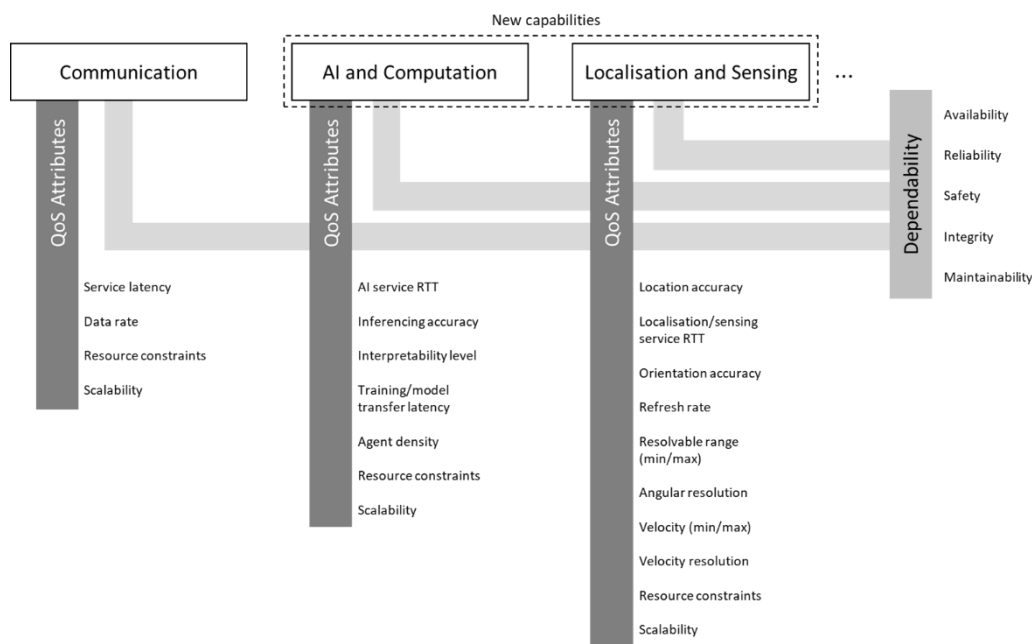 New capabilities
Communication
AI and Computation
Localisation and Sensing
...
QoS Attributes
Service latency
Data rate
Resource constraints
Scalability
QoS Attributes
AI service RTT
Inferencing accuracy
Interpretability level
Training/model
transfer latency
Agent density
Resource constraints
Scalability
QoS Attributes
Location accuracy
Localisation/sensing
service RTT
Orientation accuracy
Refresh rate
Resolvable range
(min/max)
Angular resolution
Velocity (min/max)
Velocity resolution
Resource constraints
Scalability
Dependability
Availability
Reliability
Safety
Integrity
Maintainability